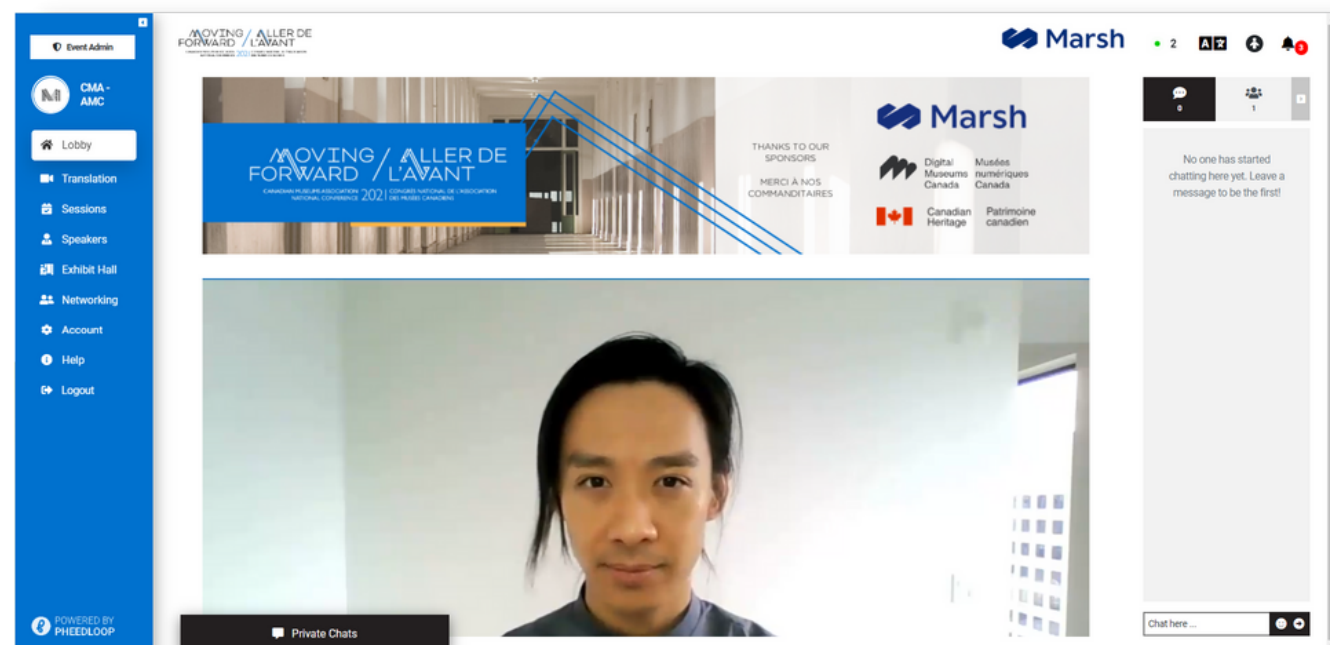 Event Admin
CMA -
AMC
Lobby
Translation
Sessions
Speakers
Exhibit Hall
Networking
Account
Help
Logout
POWERED BY
PHEEDLOOP
MOVING / ALLER DE
FORWARD / L'AVANT
Marsh
2
3
MOVING / ALLER DE
FORWARD / L'AVANT
CANADIAN MUSEUMS ASSOCIATION 2021 CONGRÈS NATIONAL DE L'ASSOCIATION
NATIONAL CONFERENCE DES MUSÉES CANADIENS
THANKS TO OUR
SPONSORS
MERCI À NOS
COMMANDITAIRES
Marsh
Digital Musées
Museums numériques
Canada Canada
Canadian Patrimoine
Heritage canadien
0
1
No one has started
chatting here yet. Leave a
message to be the first!
Private Chats
Chat here ...